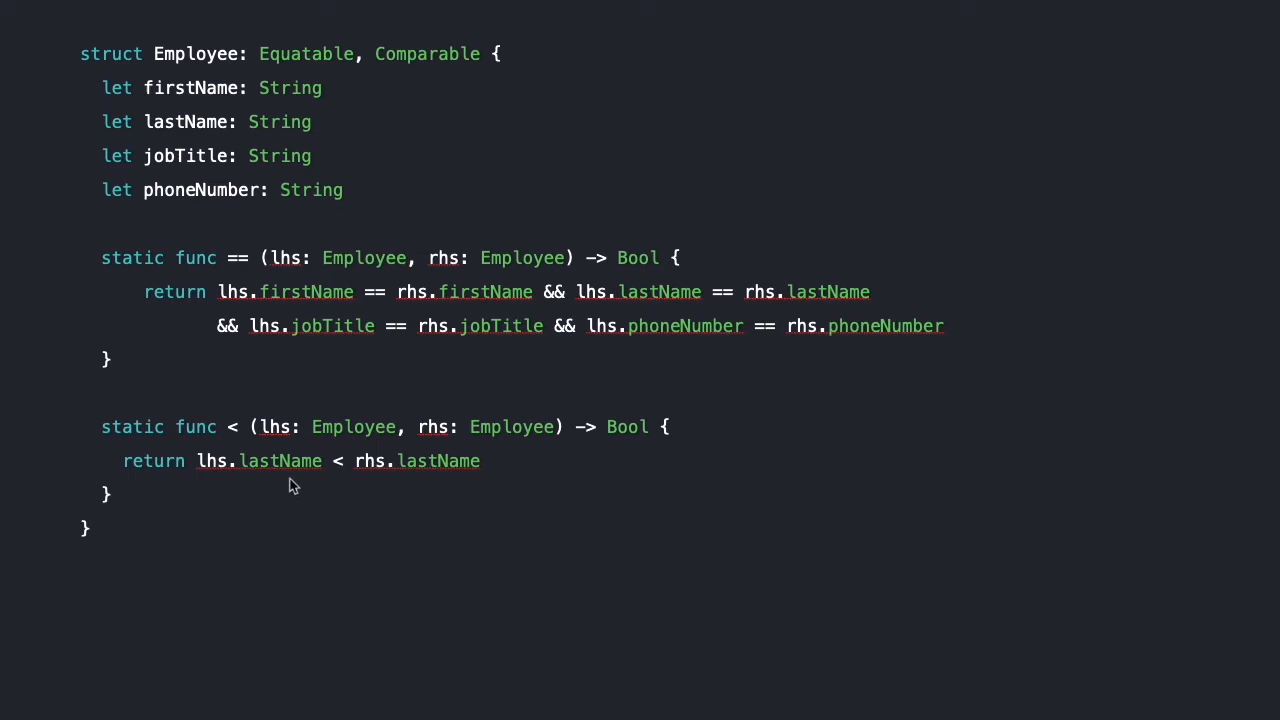 struct Employee: Equatable, Comparable {
let firstName: String
let lastName: String
let jobTitle: String
let phoneNumber: String
static func == (lhs: Employee, rhs: Employee) -> Bool {
return lhs.firstName == rhs.firstName && lhs.lastName == rhs.lastName
&& lhs.jobTitle == rhs.jobTitle && lhs.phoneNumber == rhs.phoneNumber
}
static func < (lhs: Employee, rhs: Employee) -> Bool {
return lhs.lastName < rhs.lastName
}
}